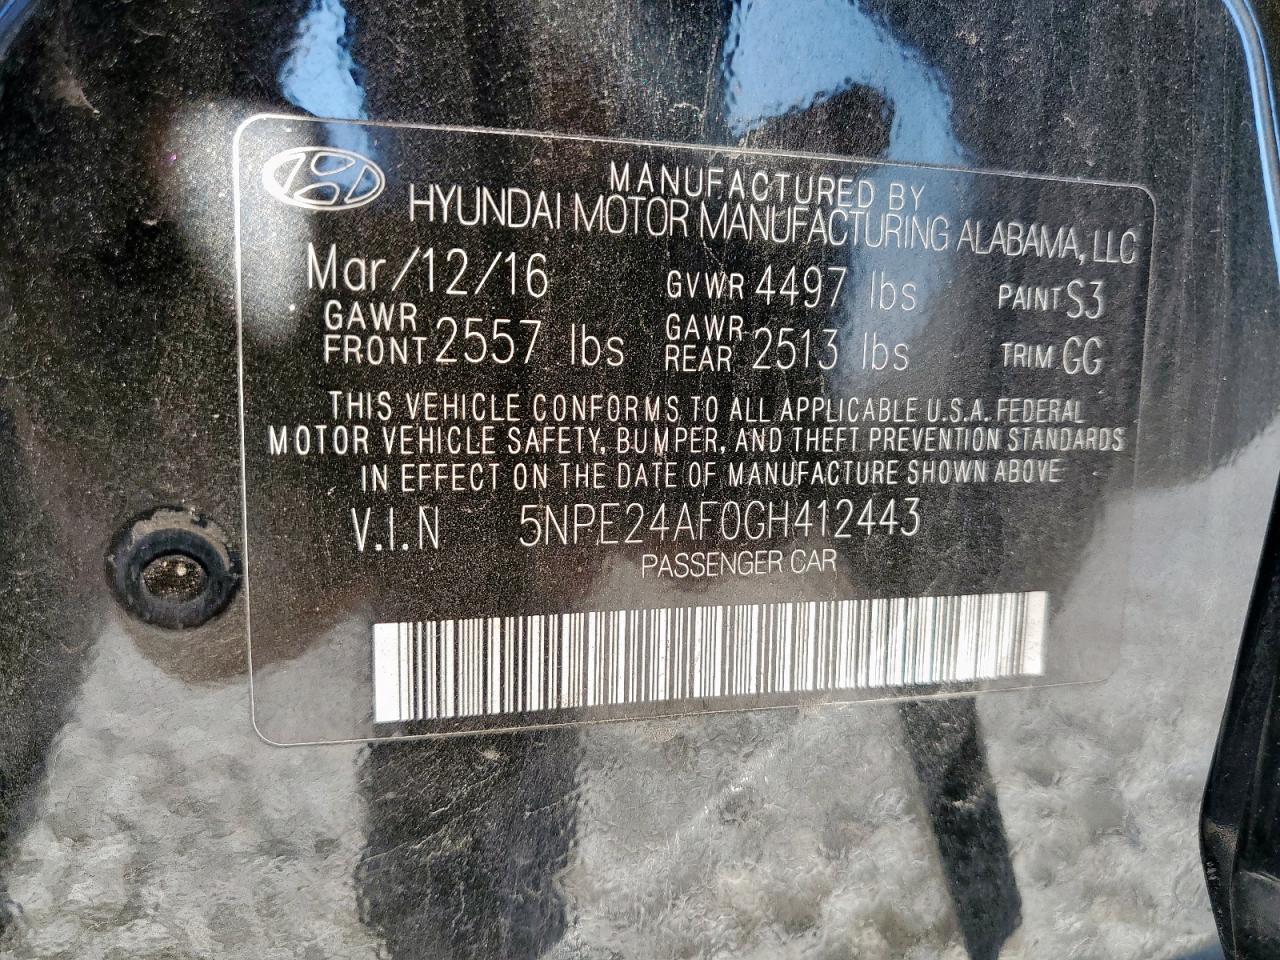 MANUFACTURED BY
HYUNDAI MOTOR MANUFACTURING ALABAMA, LLC
Mar/12/16 GVWR 4497 lbs PAINT S3
GAWR FRONT 2557 lbs GAWR REAR 2513 lbs TRIM GG
THIS VEHICLE CONFORMS TO ALL APPLICABLE U.S.A. FEDERAL
MOTOR VEHICLE SAFETY, BUMPER, AND THEFT PREVENTION STANDARDS
IN EFFECT ON THE DATE OF MANUFACTURE SHOWN ABOVE
V.I.N 5NPE24AF0GH412443
PASSENGER CAR